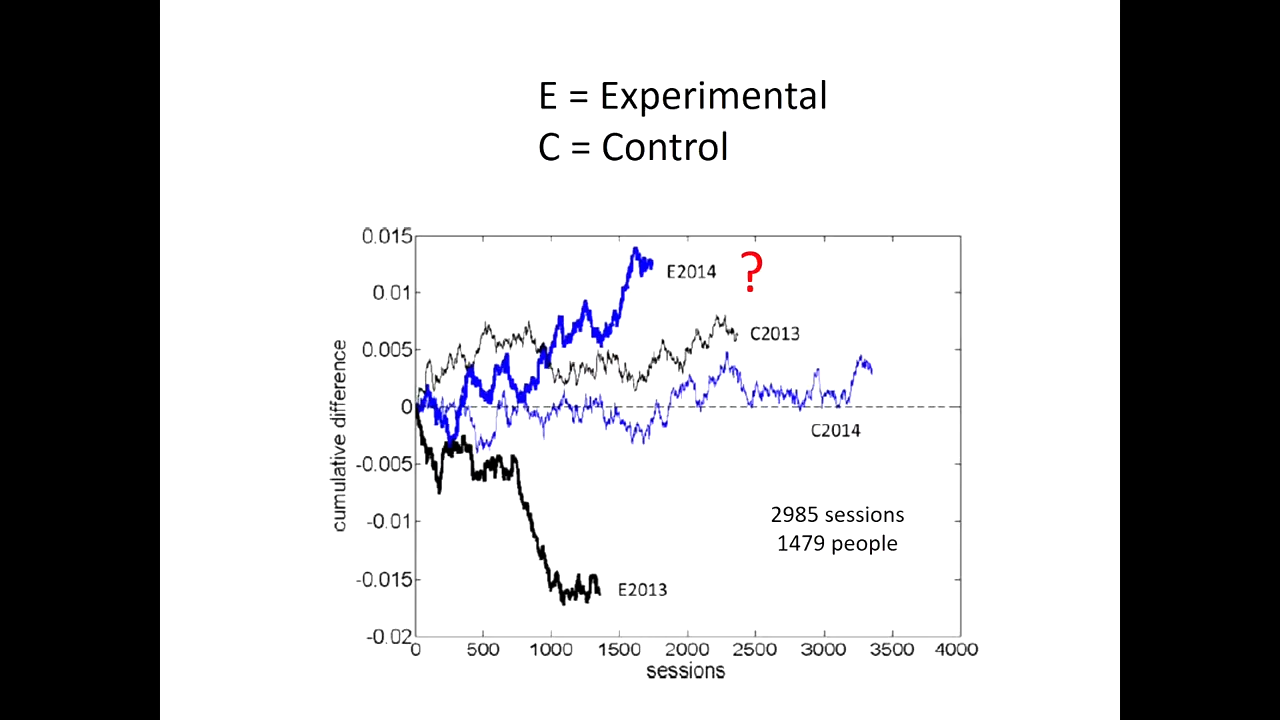 E = Experimental
C = Control
0.015
E2014
?
0.01
C2013
0.005
0
C2014
-0.005
2985 sessions
-0.01
1479 people
-0.015
E2013
-0.02
0 500 1000 1500 2000 2500 3000 3500 4000
sessions
cumulative difference